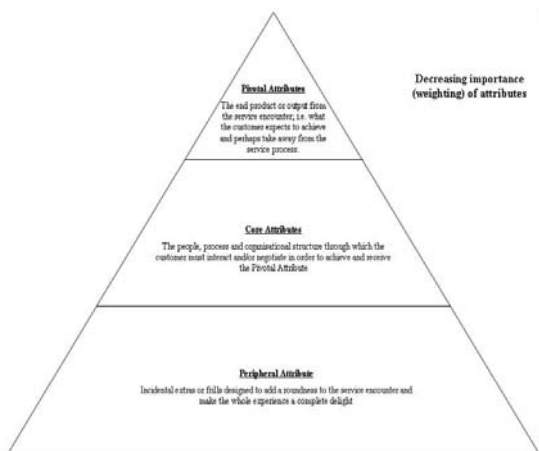 Pivotal Attributes
The end product or output from
the service encounter; i.e. what
the customer expects to achieve
and perhaps take away from the
service process.
Decreasing importance
(weighting) of attributes
Core Attributes
The people, process and organisational structure through which the
customer must interact and/or negotiate in order to achieve and receive
the Pivotal Attribute
Peripheral Attribute
Incidental extras or frills designed to add a roundness to the service encounter and
make the whole experience a complete delight